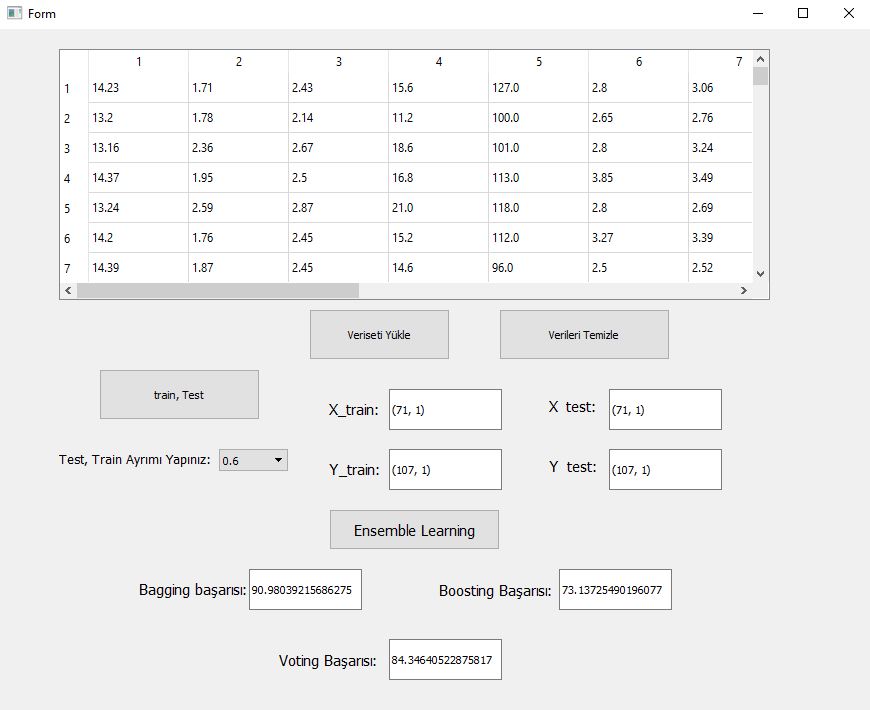 Form
1 2 3 4 5 6 7
1 14.23 1.71 2.43 15.6 127.0 2.8 3.06
2 13.2 1.78 2.14 11.2 100.0 2.65 2.76
3 13.16 2.36 2.67 18.6 101.0 2.8 3.24
4 14.37 1.95 2.5 16.8 113.0 3.85 3.49
5 13.24 2.59 2.87 21.0 118.0 2.8 2.69
6 14.2 1.76 2.45 15.2 112.0 3.27 3.39
7 14.39 1.87 2.45 14.6 96.0 2.5 2.52
Veriseti Yükle Verileri Temizle
train, Test
X_train: (71, 1) X test: (71, 1)
Test, Train Ayrımı Yapınız: 0.6
Y_train: (107, 1) Y test: (107, 1)
Ensemble Learning
Bagging başarısı: 90.98039215686275 Boosting Başarısı: 73.13725490196077
Voting Başarısı: 84.34640522875817